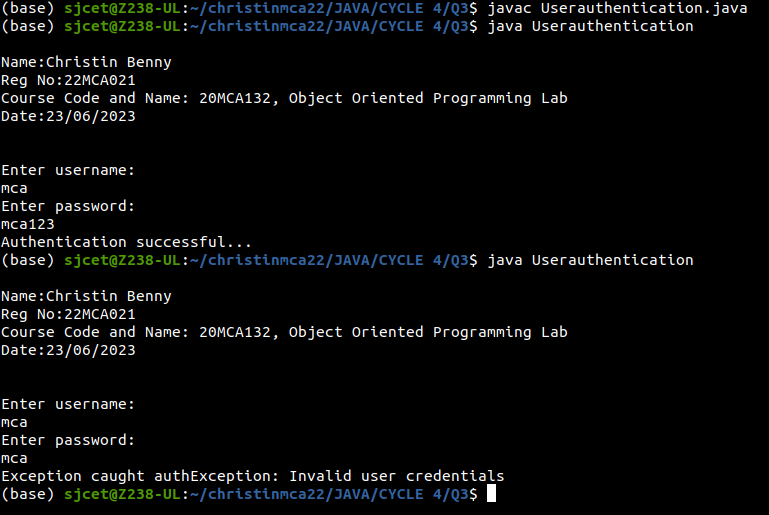 (base) sjcet@Z238-UL:~/christinmca22/JAVA/CYCLE 4/Q3$ javac Userauthentication.java
(base) sjcet@Z238-UL:~/christinmca22/JAVA/CYCLE 4/Q3$ java Userauthentication
Name:Christin Benny
Reg No:22MCA021
Course Code and Name: 20MCA132, Object Oriented Programming Lab
Date:23/06/2023
Enter username:
mca
Enter password:
mca123
Authentication successful...
(base) sjcet@Z238-UL:~/christinmca22/JAVA/CYCLE 4/Q3$ java Userauthentication
Name:Christin Benny
Reg No:22MCA021
Course Code and Name: 20MCA132, Object Oriented Programming Lab
Date:23/06/2023
Enter username:
mca
Enter password:
mca
Exception caught authException: Invalid user credentials
(base) sjcet@Z238-UL:~/christinmca22/JAVA/CYCLE 4/Q3$